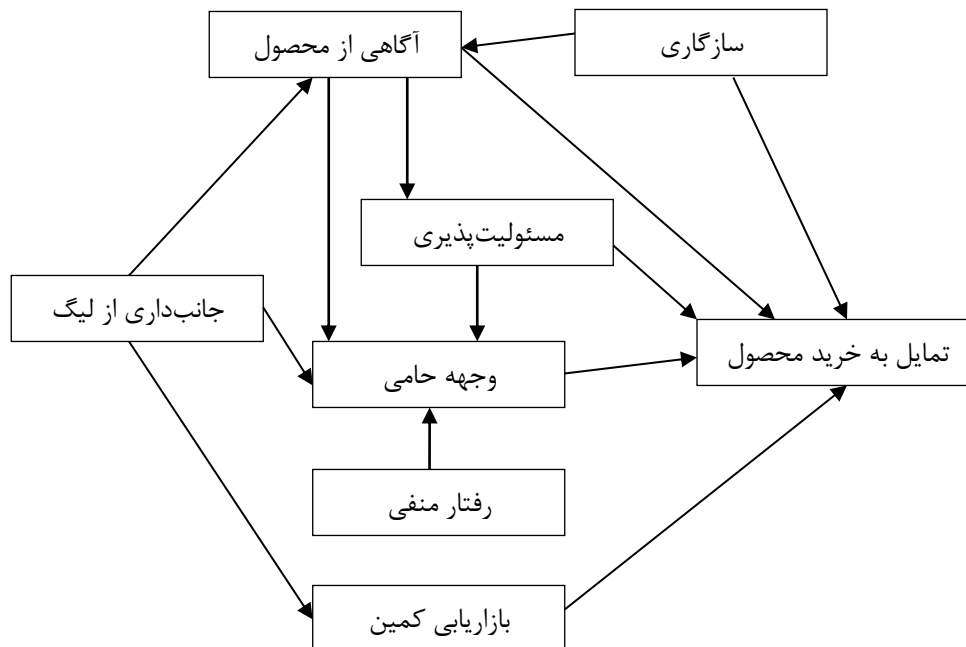 سازگاری
آگاهی از محصول
مسئولیت‌پذیری
جانب‌داری از لیگ
وجهه حامی
تمایل به خرید محصول
رفتار منفی
بازاریابی کمین